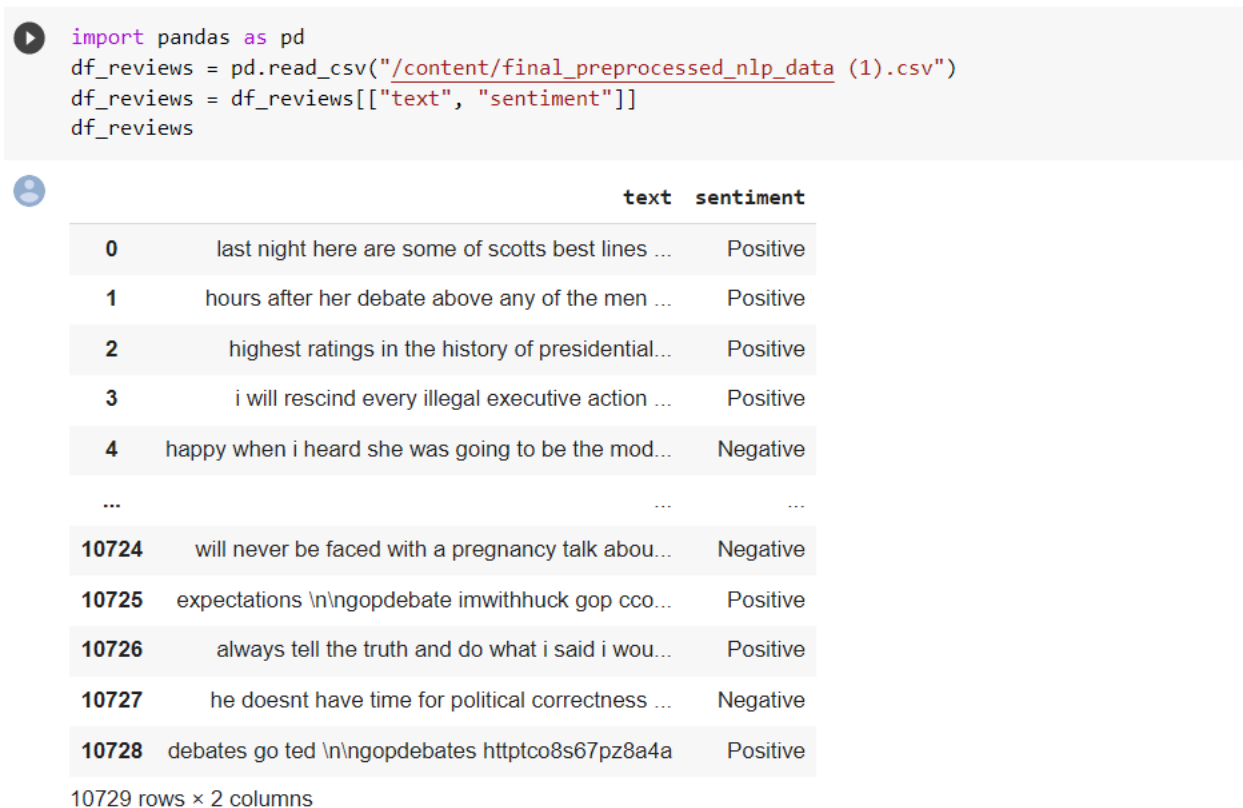 import pandas as pd
df_reviews = pd.read_csv("/content/final_preprocessed_nlp_data (1).csv")
df_reviews = df_reviews[["text", "sentiment"]]
df_reviews
text sentiment
0 last night here are some of scotts best lines ... Positive
1 hours after her debate above any of the men ... Positive
2 highest ratings in the history of presidential... Positive
3 i will rescind every illegal executive action ... Positive
4 happy when i heard she was going to be the mod... Negative
... ... ...
10724 will never be faced with a pregnancy talk abou... Negative
10725 expectations \n\ngopdebate imwithhuck gop cco... Positive
10726 always tell the truth and do what i said i wou... Positive
10727 he doesnt have time for political correctness ... Negative
10728 debates go ted \n\ngopdebates httptco8s67pz8a4a Positive
10729 rows × 2 columns